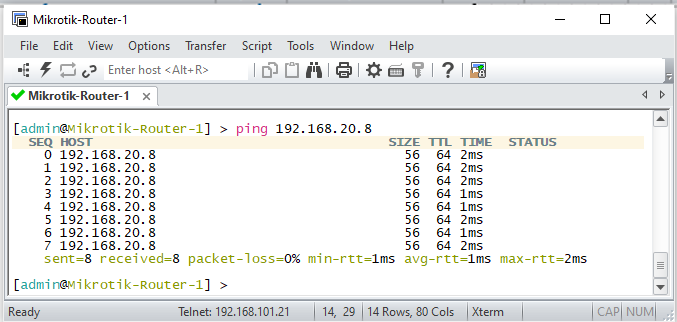 Mikrotik-Router-1
File Edit View Options Transfer Script Tools Window Help
Enter host <Alt+R>
Mikrotik-Router-1
[admin@Mikrotik-Router-1] > ping 192.168.20.8
SEQ HOST SIZE TTL TIME STATUS
0 192.168.20.8 56 64 2ms
1 192.168.20.8 56 64 2ms
2 192.168.20.8 56 64 2ms
3 192.168.20.8 56 64 1ms
4 192.168.20.8 56 64 1ms
5 192.168.20.8 56 64 2ms
6 192.168.20.8 56 64 1ms
7 192.168.20.8 56 64 2ms
sent=8 received=8 packet-loss=0% min-rtt=1ms avg-rtt=1ms max-rtt=2ms
[admin@Mikrotik-Router-1] >
Ready Telnet: 192.168.101.21 14, 29 14 Rows, 80 Cols Xterm CAP NUM